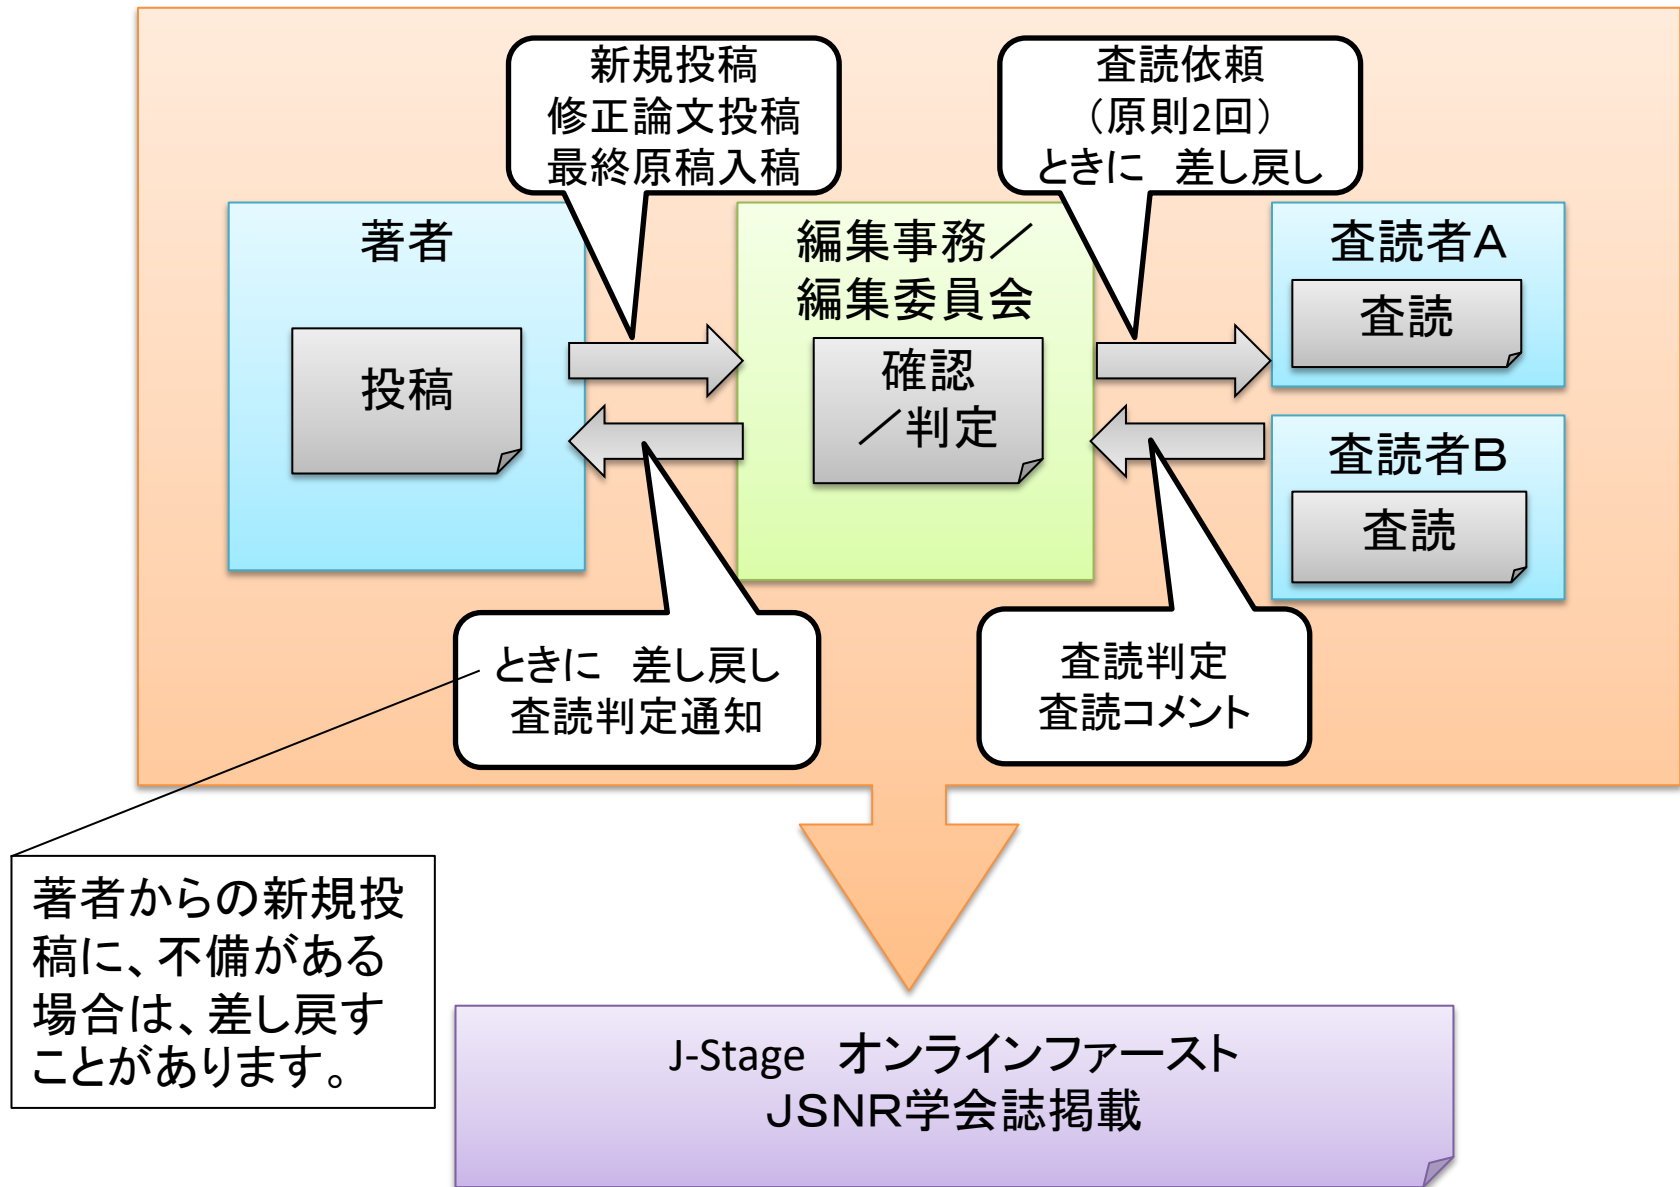 新規投稿
修正論文投稿
最終原稿入稿
査読依頼
（原則2回）
ときに　差し戻し
著者
投稿
編集事務／
編集委員会
確認
／判定
査読者A
査読
査読者B
査読
ときに　差し戻し
査読判定通知
査読判定
査読コメント
著者からの新規投
稿に、不備がある
場合は、差し戻す
ことがあります。
J-Stage　オンラインファースト
JSNR学会誌掲載